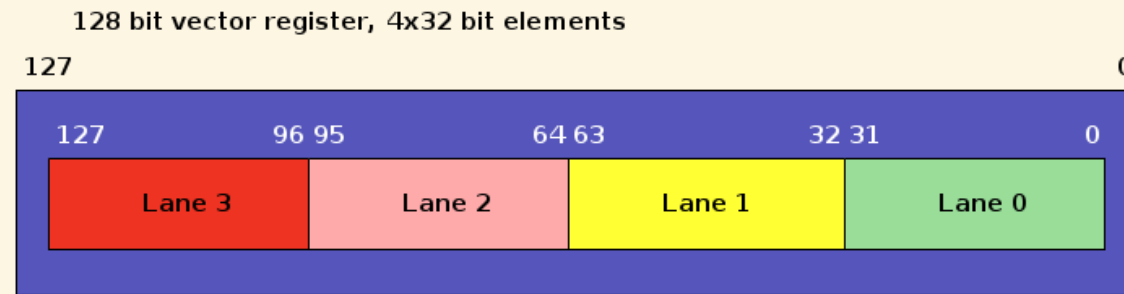 128 bit vector register, 4x32 bit elements
127 0
127 96 95 64 63 32 31 0
Lane 3 Lane 2 Lane 1 Lane 0